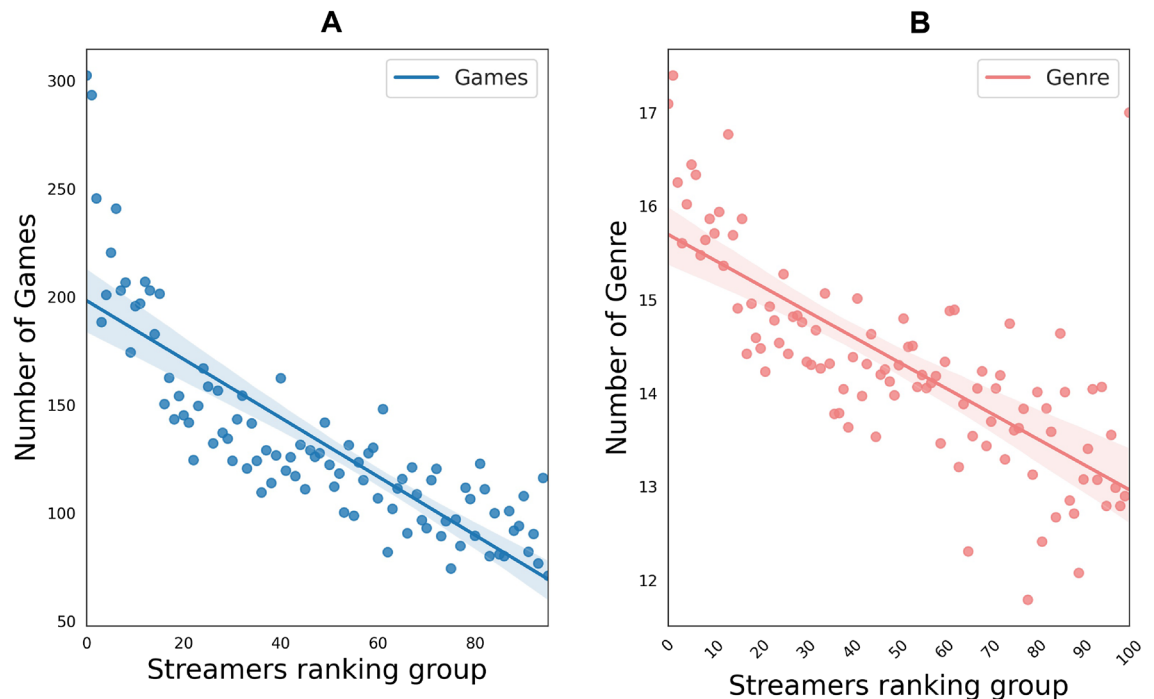 A
Games
Number of Games
300
250
200
150
100
50
0 20 40 60 80
Streamers ranking group
B
Genre
Number of Genre
17
16
15
14
13
12
0 10 20 30 40 50 60 70 80 90 100
Streamers ranking group